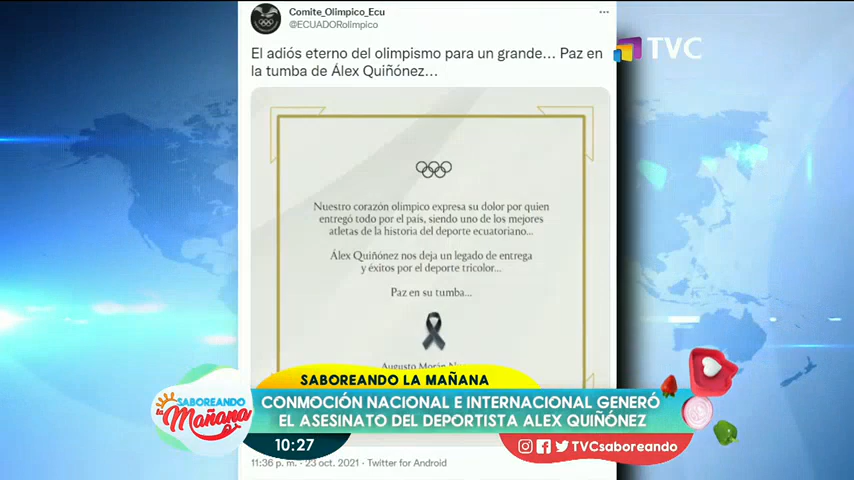 Comite_Olimpico_Ecu
@ECUADORolimpico
El adiós eterno del olimpismo para un grande... Paz en
la tumba de Álex Quiñónez...
TVC
Nuestro corazón olímpico expresa su dolor por quien
entregó todo por el país, siendo uno de los mejores
atletas de la historia del deporte ecuatoriano...
Álex Quiñónez nos deja un legado de entrega
y éxitos por el deporte tricolor...
Paz en su tumba...
Augusto Morán
SABOREANDO LA MAÑANA
SABOREANDO
la Mañana
CONMOCIÓN NACIONAL E INTERNACIONAL GENERÓ
EL ASESINATO DEL DEPORTISTA ALEX QUIÑÓNEZ
10:27
TVCsaboreando
11:36 p. m. · 23 oct. 2021 · Twitter for Android